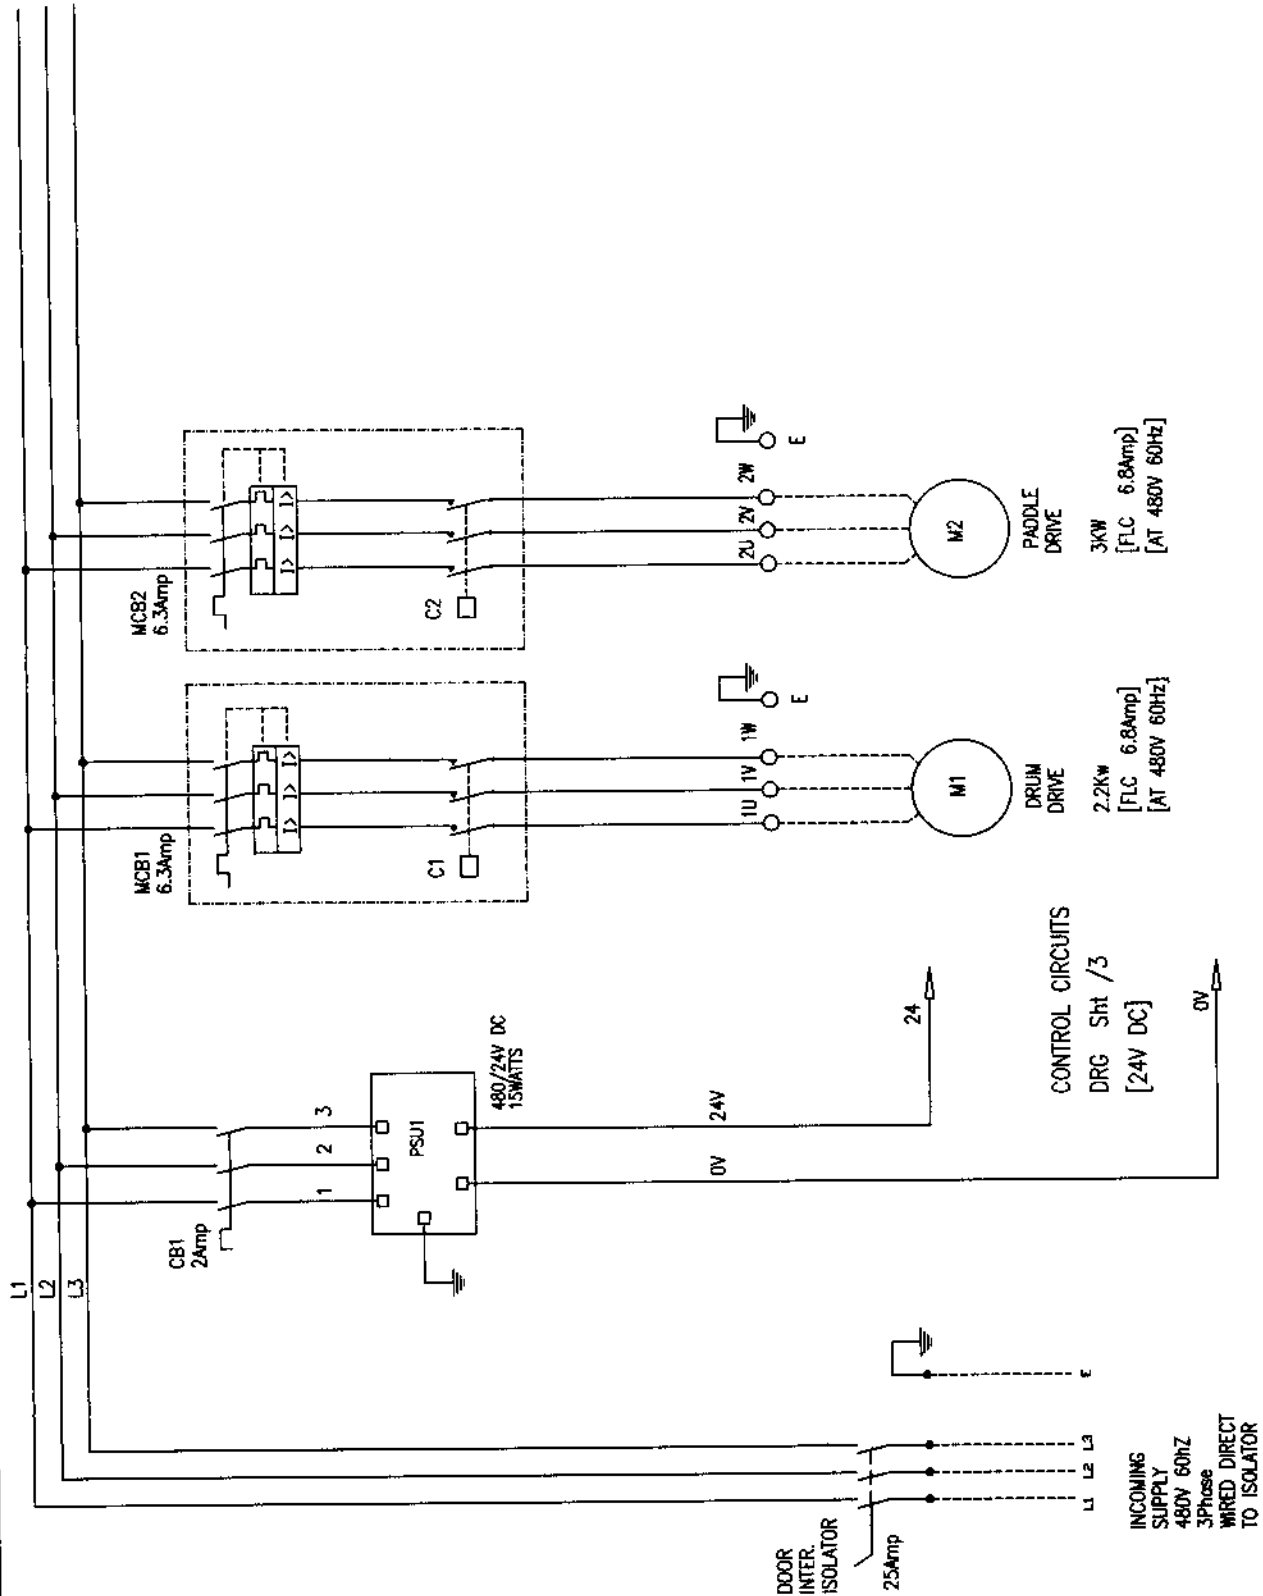 L1
L2
L3
CB1
2Amp
1
2
3
PSU1
480/24V DC
15WATTS
0V
24V
24
0V
CONTROL CIRCUITS
DRG Sht /3
[24V DC]
MCB1
6.3Amp
I>
I>
I>
C1
1U
1V
1W
E
M1
DRUM
DRIVE
2.2Kw
[FLC 6.8Amp]
[AT 480V 60Hz]
MCB2
6.3Amp
I>
I>
I>
C2
2U
2V
2W
E
M2
PADDLE
DRIVE
3KW
[FLC 6.8Amp]
[AT 480V 60Hz]
DOOR
INTER.
ISOLATOR
25Amp
L1
L2
L3
E
INCOMING
SUPPLY
480V 60hZ
3Phase
WIRED DIRECT
TO ISOLATOR